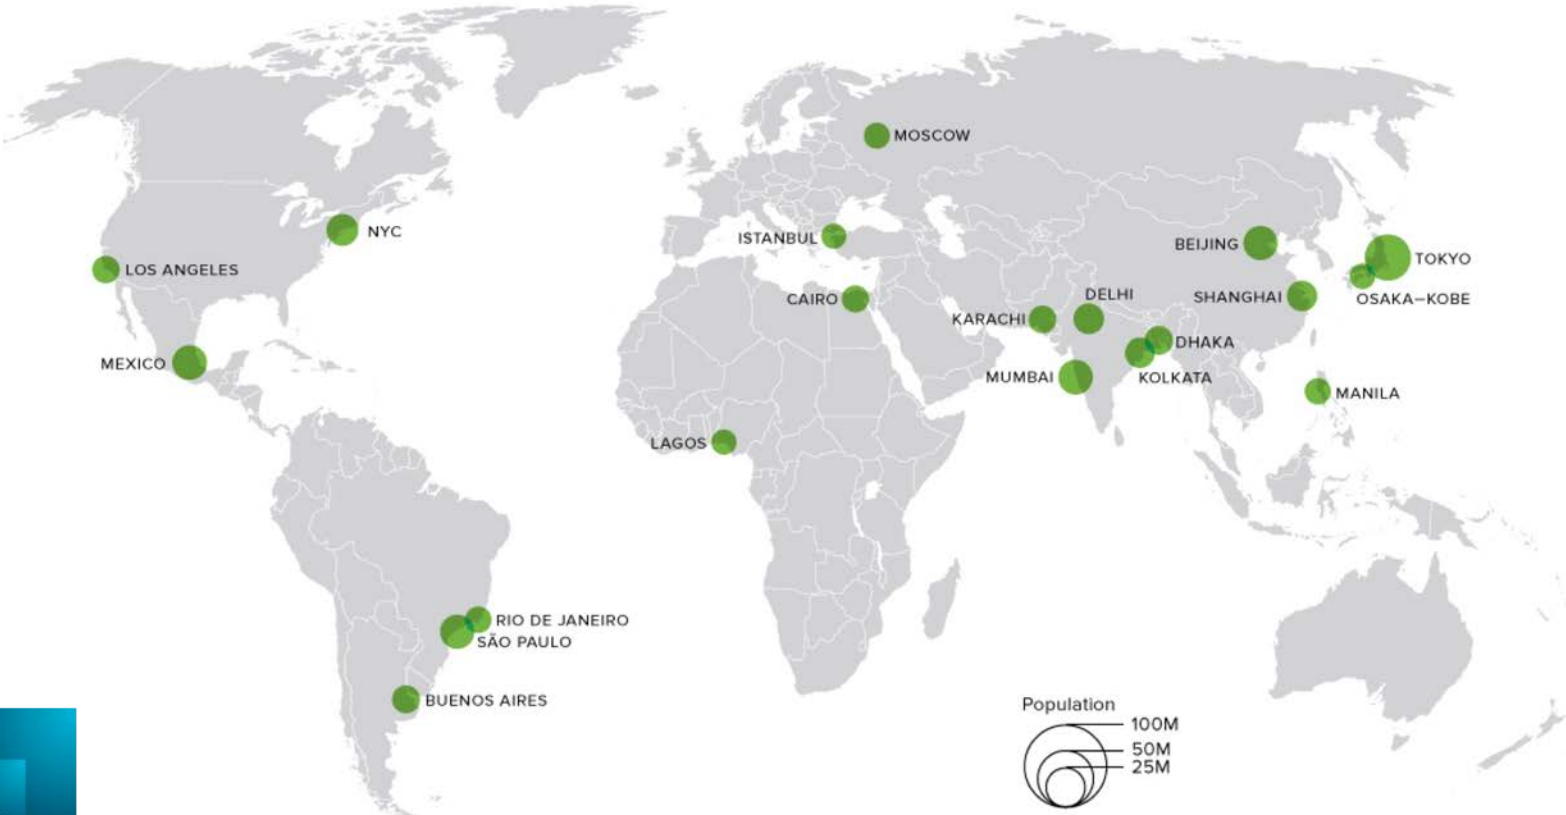 MOSCOW
NYC
ISTANBUL
BEIJING
TOKYO
LOS ANGELES
CAIRO
DELHI
SHANGHAI
OSAKA–KOBE
KARACHI
DHAKA
MEXICO
MUMBAI
KOLKATA
MANILA
LAGOS
RIO DE JANEIRO
SÃO PAULO
BUENOS AIRES
Population
100M
50M
25M